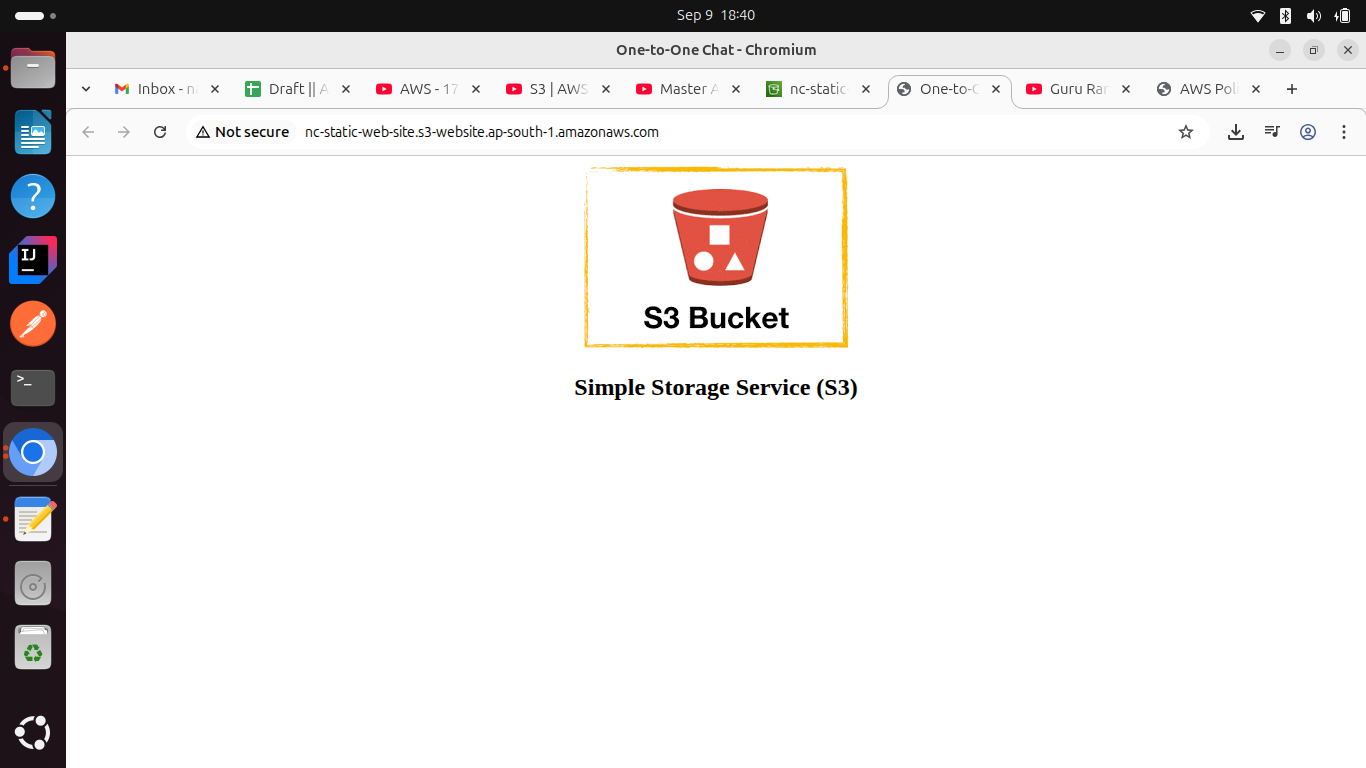 Sep 9 18:40
One-to-One Chat - Chromium
Inbox - n
Draft || A
AWS - 17
S3 | AWS
Master A
nc-static-
One-to-C
Guru Ran
AWS Poli
Not secure
nc-static-web-site.s3-website.ap-south-1.amazonaws.com
S3 Bucket
Simple Storage Service (S3)
IJ
>_